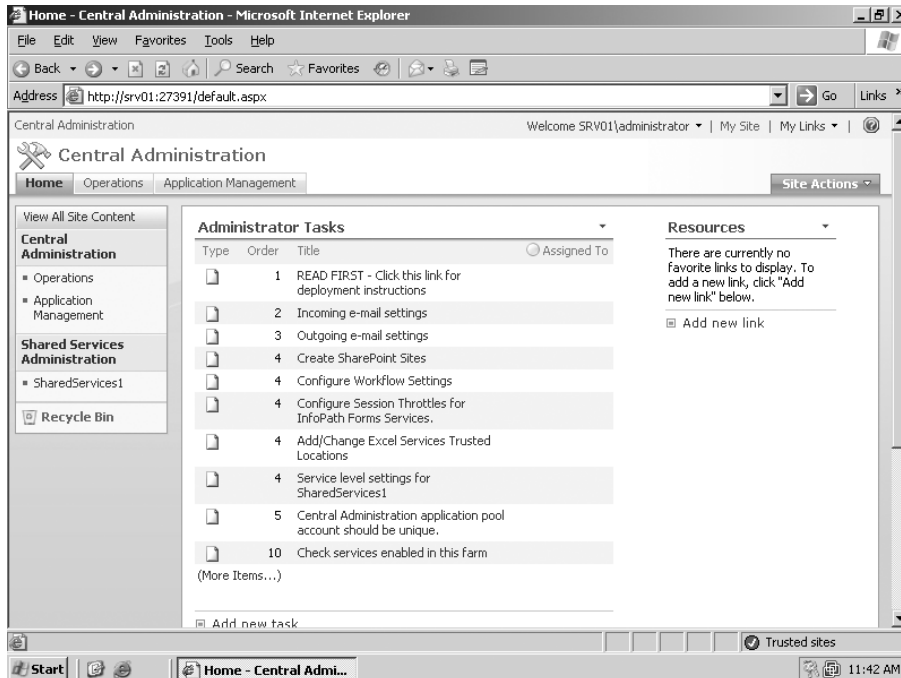 Home - Central Administration - Microsoft Internet Explorer
File Edit View Favorites Tools Help
Back Search Favorites
Address http://srv01:27391/default.aspx Go Links
Central Administration Welcome SRV01\administrator | My Site | My Links |
Central Administration
Home Operations Application Management Site Actions
View All Site Content
Central
Administration
Operations
Application
Management
Shared Services
Administration
SharedServices1
Recycle Bin
Administrator Tasks
Type Order Title Assigned To
1 READ FIRST - Click this link for
deployment instructions
2 Incoming e-mail settings
3 Outgoing e-mail settings
4 Create SharePoint Sites
4 Configure Workflow Settings
4 Configure Session Throttles for
InfoPath Forms Services.
4 Add/Change Excel Services Trusted
Locations
4 Service level settings for
SharedServices1
5 Central Administration application pool
account should be unique.
10 Check services enabled in this farm
(More Items...)
Add new task
Resources
There are currently no
favorite links to display. To
add a new link, click "Add
new link" below.
Add new link
Trusted sites
Start Home - Central Admi... 11:42 AM